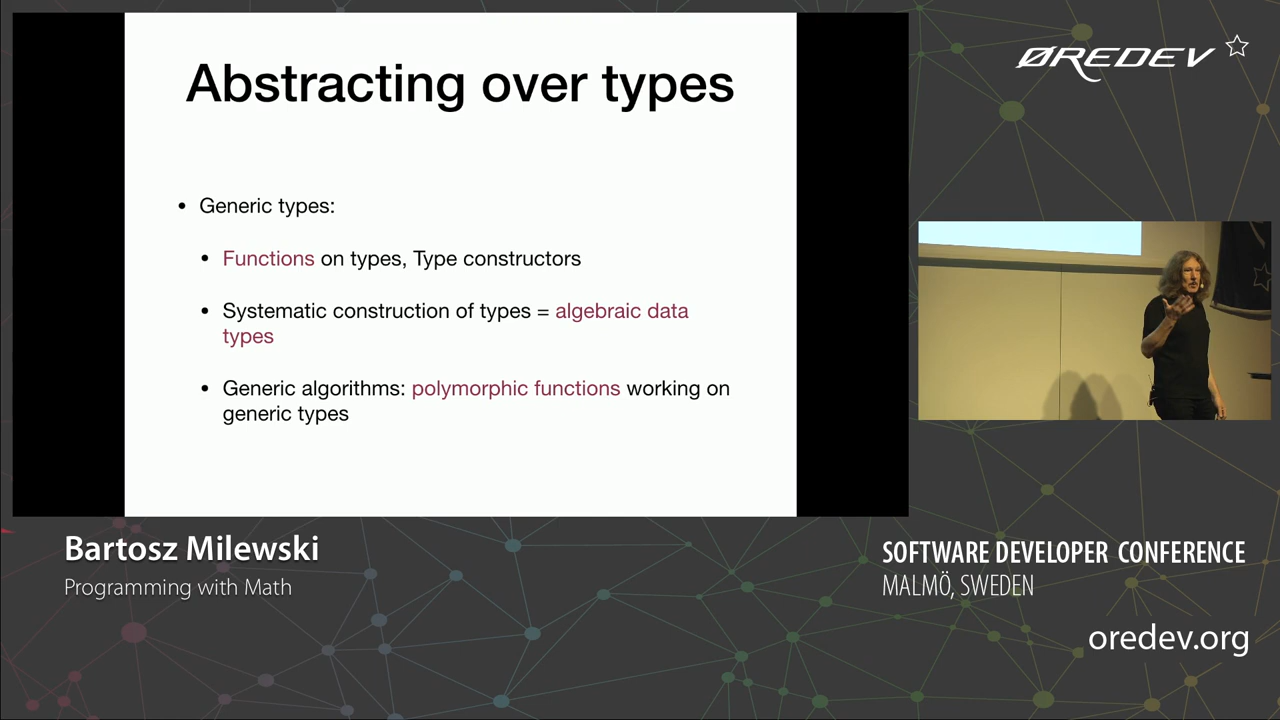 Abstracting over types
• Generic types:
• Functions on types, Type constructors
• Systematic construction of types = algebraic data
types
• Generic algorithms: polymorphic functions working on
generic types
ØREDEV
Bartosz Milewski
Programming with Math
SOFTWARE DEVELOPER CONFERENCE
MALMÖ, SWEDEN
oredev.org